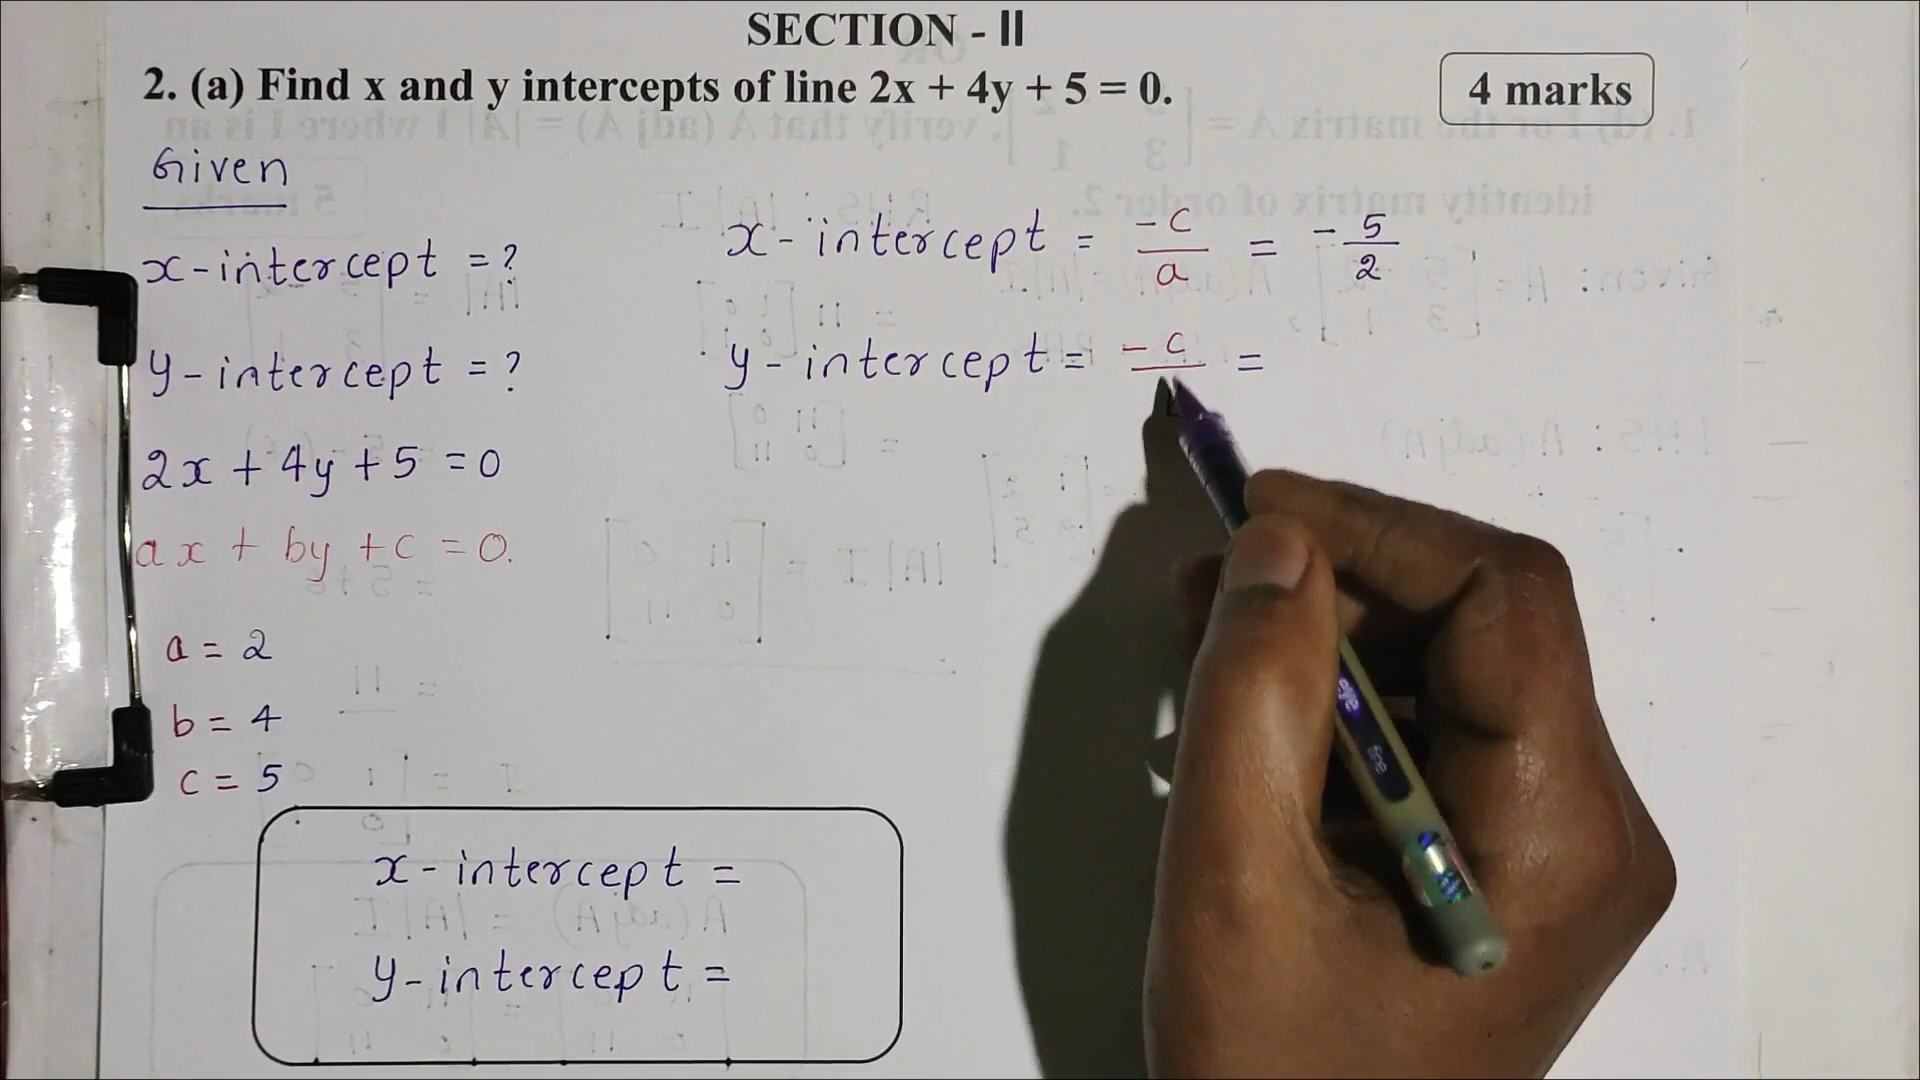 SECTION - II
2. (a) Find x and y intercepts of line 2x + 4y + 5 = 0.
4 marks
Given
x-intercept = ?
y-intercept = ?
2x + 4y + 5 = 0
ax + by + c = 0.
a = 2
b = 4
c = 5
x-intercept = -c/a = -5/2
y-intercept = -c/ =
x-intercept =
y-intercept =
fine